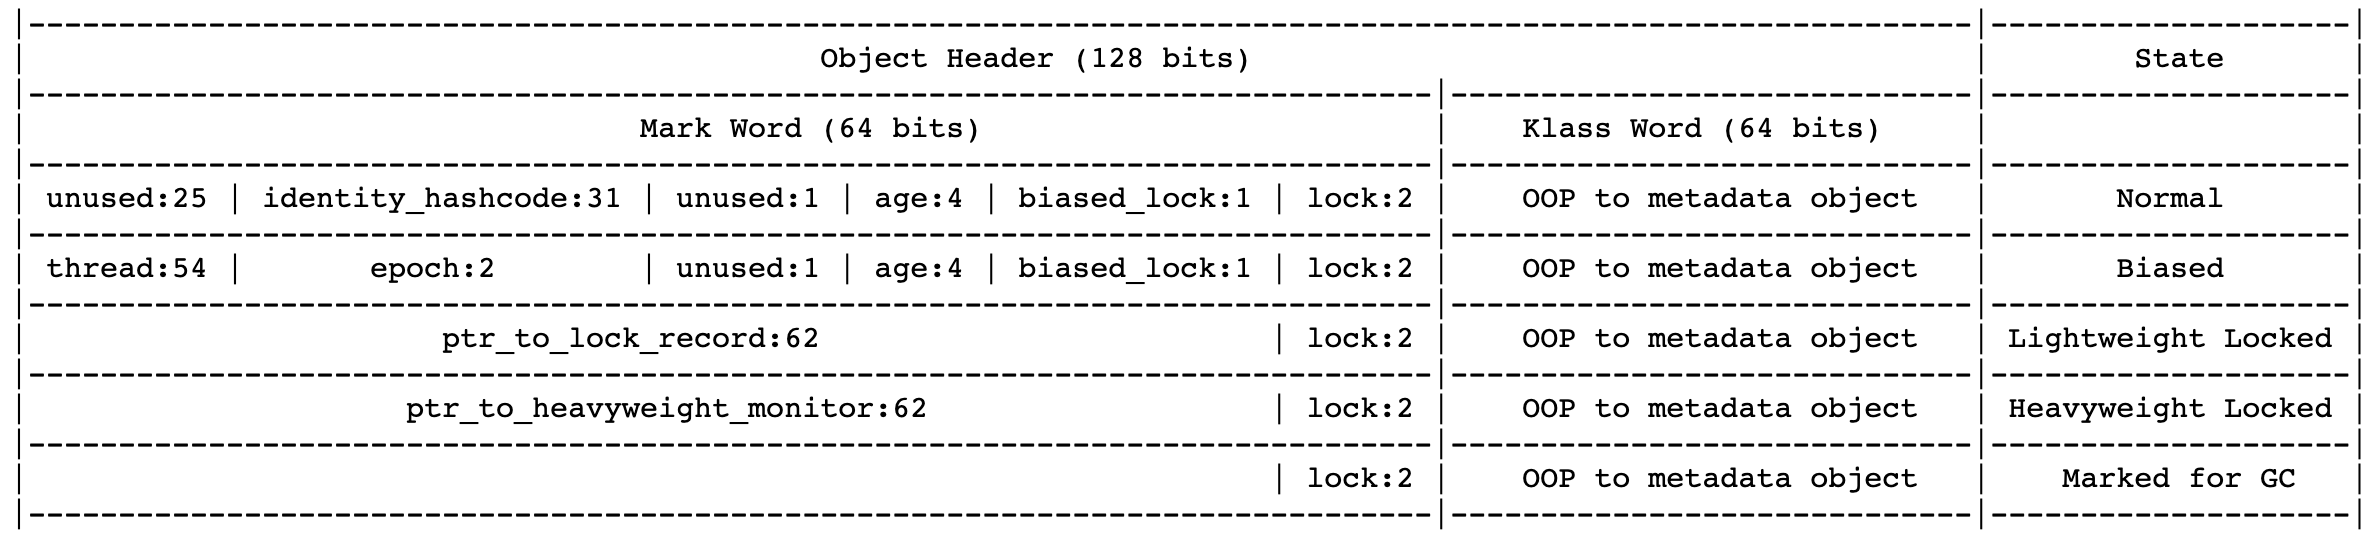 |------------------------------------------------------------------------------------------------------------|--------------------|
| Object Header (128 bits) | State |
|------------------------------------------------------------------------------|-----------------------------|--------------------|
| Mark Word (64 bits) | Klass Word (64 bits) | |
|------------------------------------------------------------------------------|-----------------------------|--------------------|
| unused:25 | identity_hashcode:31 | unused:1 | age:4 | biased_lock:1 | lock:2 | OOP to metadata object | Normal |
|------------------------------------------------------------------------------|-----------------------------|--------------------|
| thread:54 | epoch:2 | unused:1 | age:4 | biased_lock:1 | lock:2 | OOP to metadata object | Biased |
|------------------------------------------------------------------------------|-----------------------------|--------------------|
| ptr_to_lock_record:62 | lock:2 | OOP to metadata object | Lightweight Locked |
|------------------------------------------------------------------------------|-----------------------------|--------------------|
| ptr_to_heavyweight_monitor:62 | lock:2 | OOP to metadata object | Heavyweight Locked |
|------------------------------------------------------------------------------|-----------------------------|--------------------|
| | lock:2 | OOP to metadata object | Marked for GC |
|------------------------------------------------------------------------------|-----------------------------|--------------------|